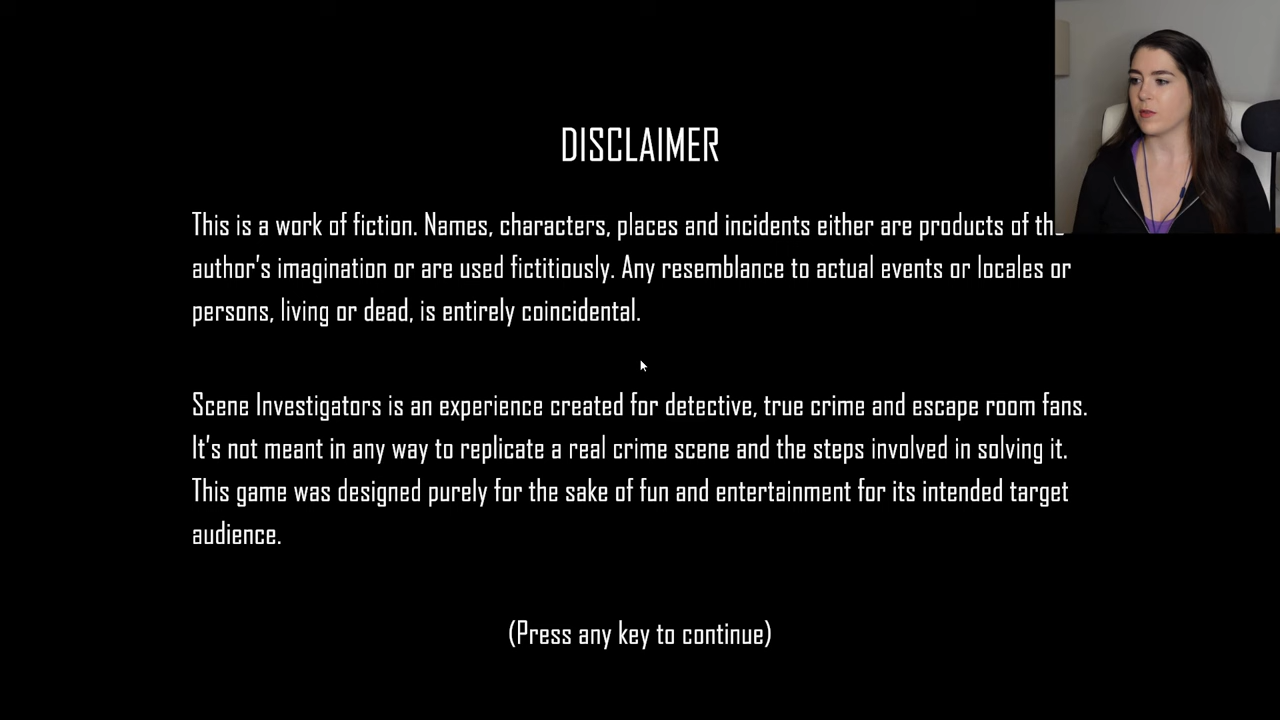 DISCLAIMER
This is a work of fiction. Names, characters, places and incidents either are products of the
author's imagination or are used fictitiously. Any resemblance to actual events or locales or
persons, living or dead, is entirely coincidental.
Scene Investigators is an experience created for detective, true crime and escape room fans.
It's not meant in any way to replicate a real crime scene and the steps involved in solving it.
This game was designed purely for the sake of fun and entertainment for its intended target
audience.
(Press any key to continue)